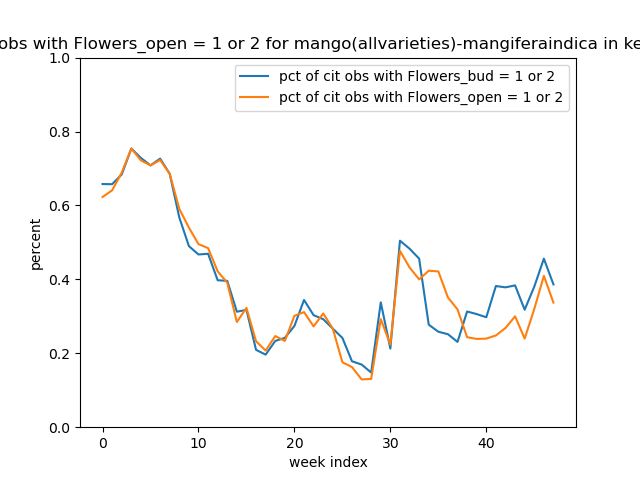 obs with Flowers_open = 1 or 2 for mango(allvarieties)-mangiferaindica in ke
pct of cit obs with Flowers_bud = 1 or 2
pct of cit obs with Flowers_open = 1 or 2
percent
1.0
0.8
0.6
0.4
0.2
0.0
0 10 20 30 40
week index